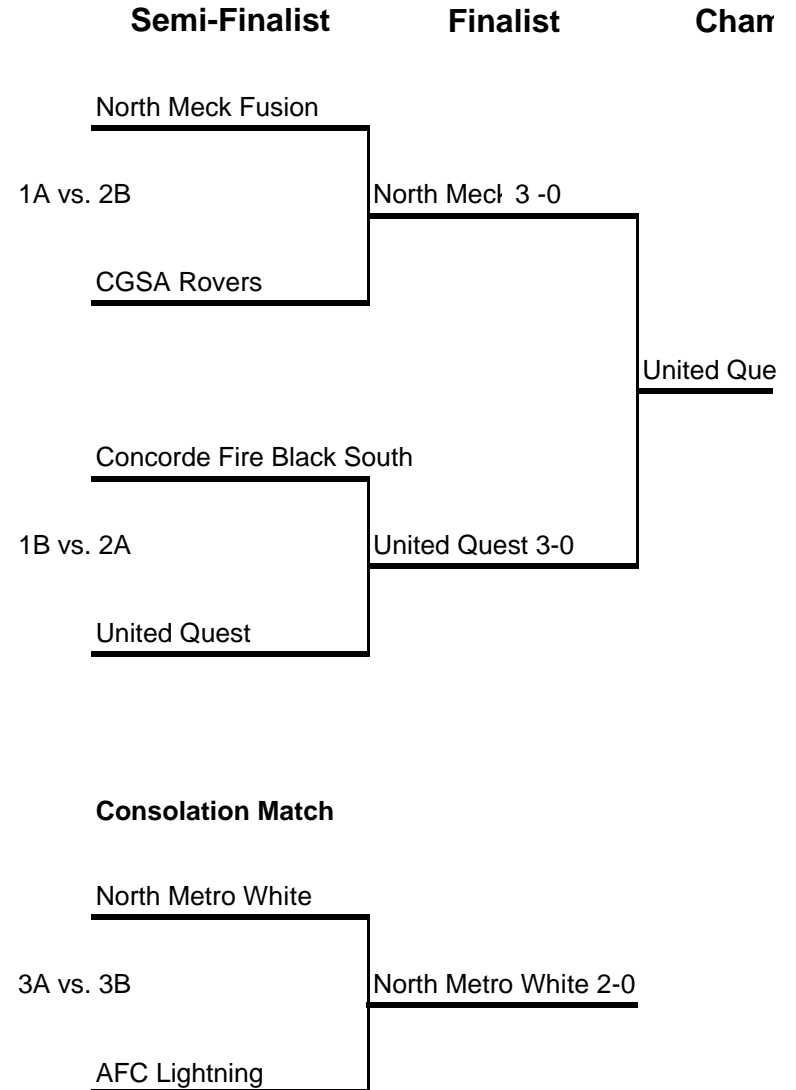 Semi-Finalist Finalist Cham
North Meck Fusion
1A vs. 2B North Meck 3 -0
CGSA Rovers
United Que
Concorde Fire Black South
1B vs. 2A United Quest 3-0
United Quest
Consolation Match
North Metro White
3A vs. 3B North Metro White 2-0
AFC Lightning